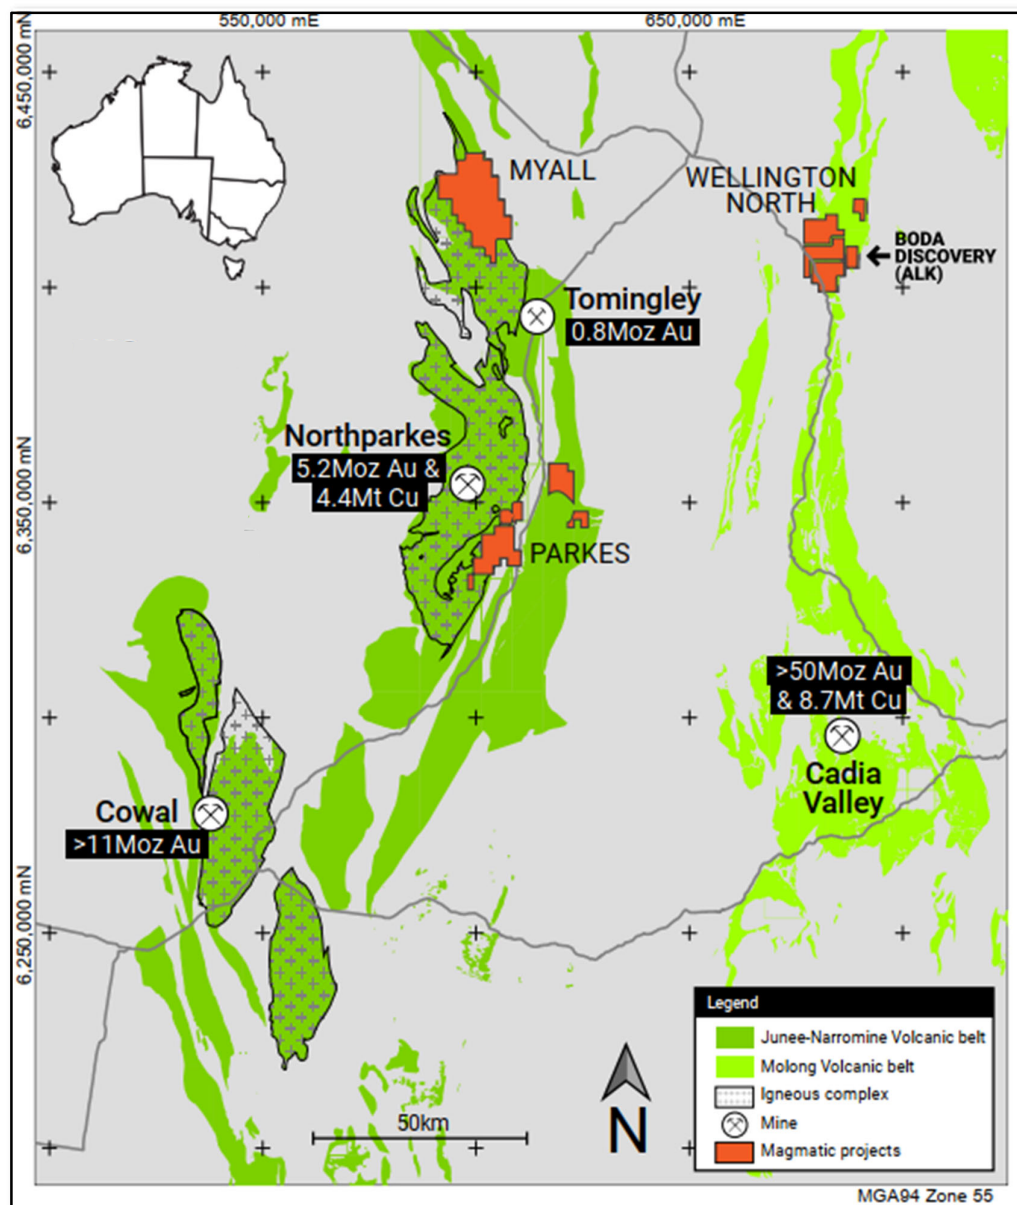 550,000 mE
650,000 mE
6,450,000 mN
MYALL
WELLINGTON
NORTH
BODA
DISCOVERY
(ALK)
Tomingley
0.8Moz Au
Northparkes
5.2Moz Au &
4.4Mt Cu
6,350,000 mN
PARKES
>50Moz Au
& 8.7Mt Cu
Cadia
Valley
Cowal
>11Moz Au
6,250,000 mN
Legend
Junee-Narromine Volcanic belt
Molong Volcanic belt
Igneous complex
Mine
Magmatic projects
50km
N
MGA94 Zone 55